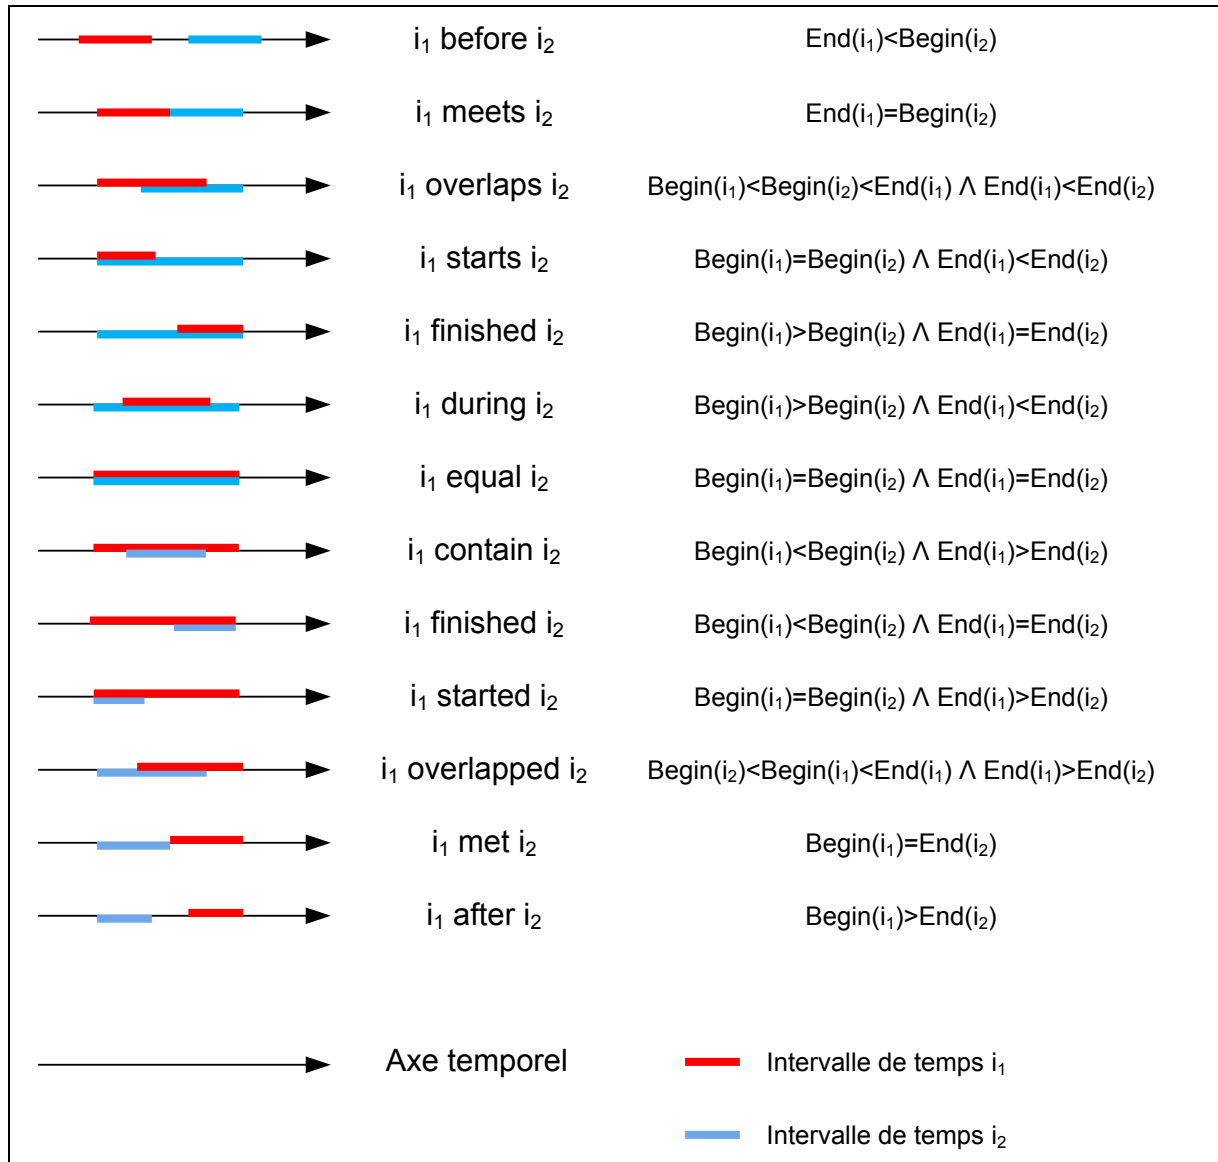 i₁ before i₂ End(i₁)<Begin(i₂)
i₁ meets i₂ End(i₁)=Begin(i₂)
i₁ overlaps i₂ Begin(i₁)<Begin(i₂)<End(i₁) Λ End(i₁)<End(i₂)
i₁ starts i₂ Begin(i₁)=Begin(i₂) Λ End(i₁)<End(i₂)
i₁ finished i₂ Begin(i₁)>Begin(i₂) Λ End(i₁)=End(i₂)
i₁ during i₂ Begin(i₁)>Begin(i₂) Λ End(i₁)<End(i₂)
i₁ equal i₂ Begin(i₁)=Begin(i₂) Λ End(i₁)=End(i₂)
i₁ contain i₂ Begin(i₁)<Begin(i₂) Λ End(i₁)>End(i₂)
i₁ finished i₂ Begin(i₁)<Begin(i₂) Λ End(i₁)=End(i₂)
i₁ started i₂ Begin(i₁)=Begin(i₂) Λ End(i₁)>End(i₂)
i₁ overlapped i₂ Begin(i₂)<Begin(i₁)<End(i₁) Λ End(i₁)>End(i₂)
i₁ met i₂ Begin(i₁)=End(i₂)
i₁ after i₂ Begin(i₁)>End(i₂)
Axe temporel Intervalle de temps i₁
Intervalle de temps i₂